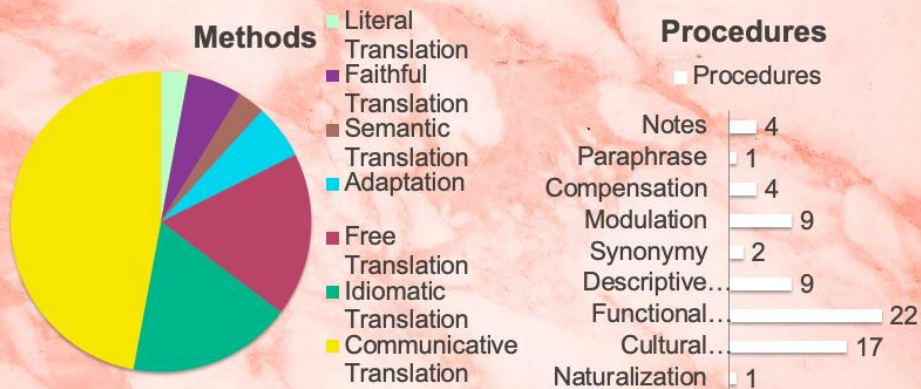 Methods
Literal
Translation
Faithful
Translation
Semantic
Translation
Adaptation
Free
Translation
Idiomatic
Translation
Communicative
Translation
Procedures
Procedures
Notes 4
Paraphrase 1
Compensation 4
Modulation 9
Synonymy 2
Descriptive… 9
Functional… 22
Cultural… 17
Naturalization 1